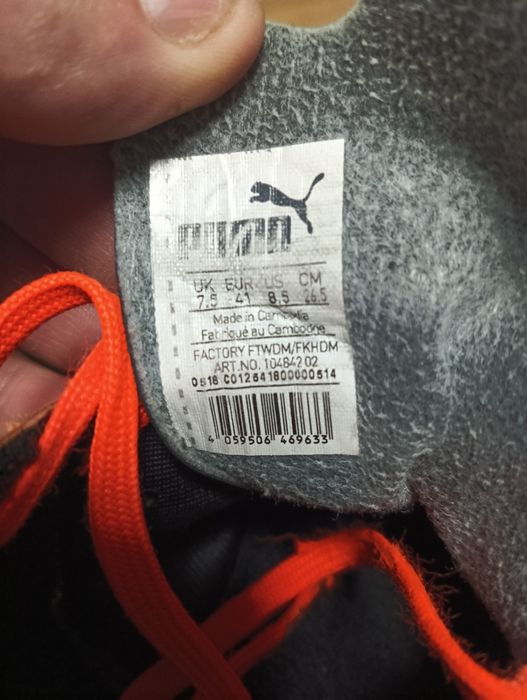 PUMA
UK EUR US CM
7.5 41 8.5 26.5
Made in Cambodia
Fabriqué au Cambodge
FACTORY FTWDM/FKHDM
ART.NO. 104842 02
0518 C012541800000514
4 059506 469633